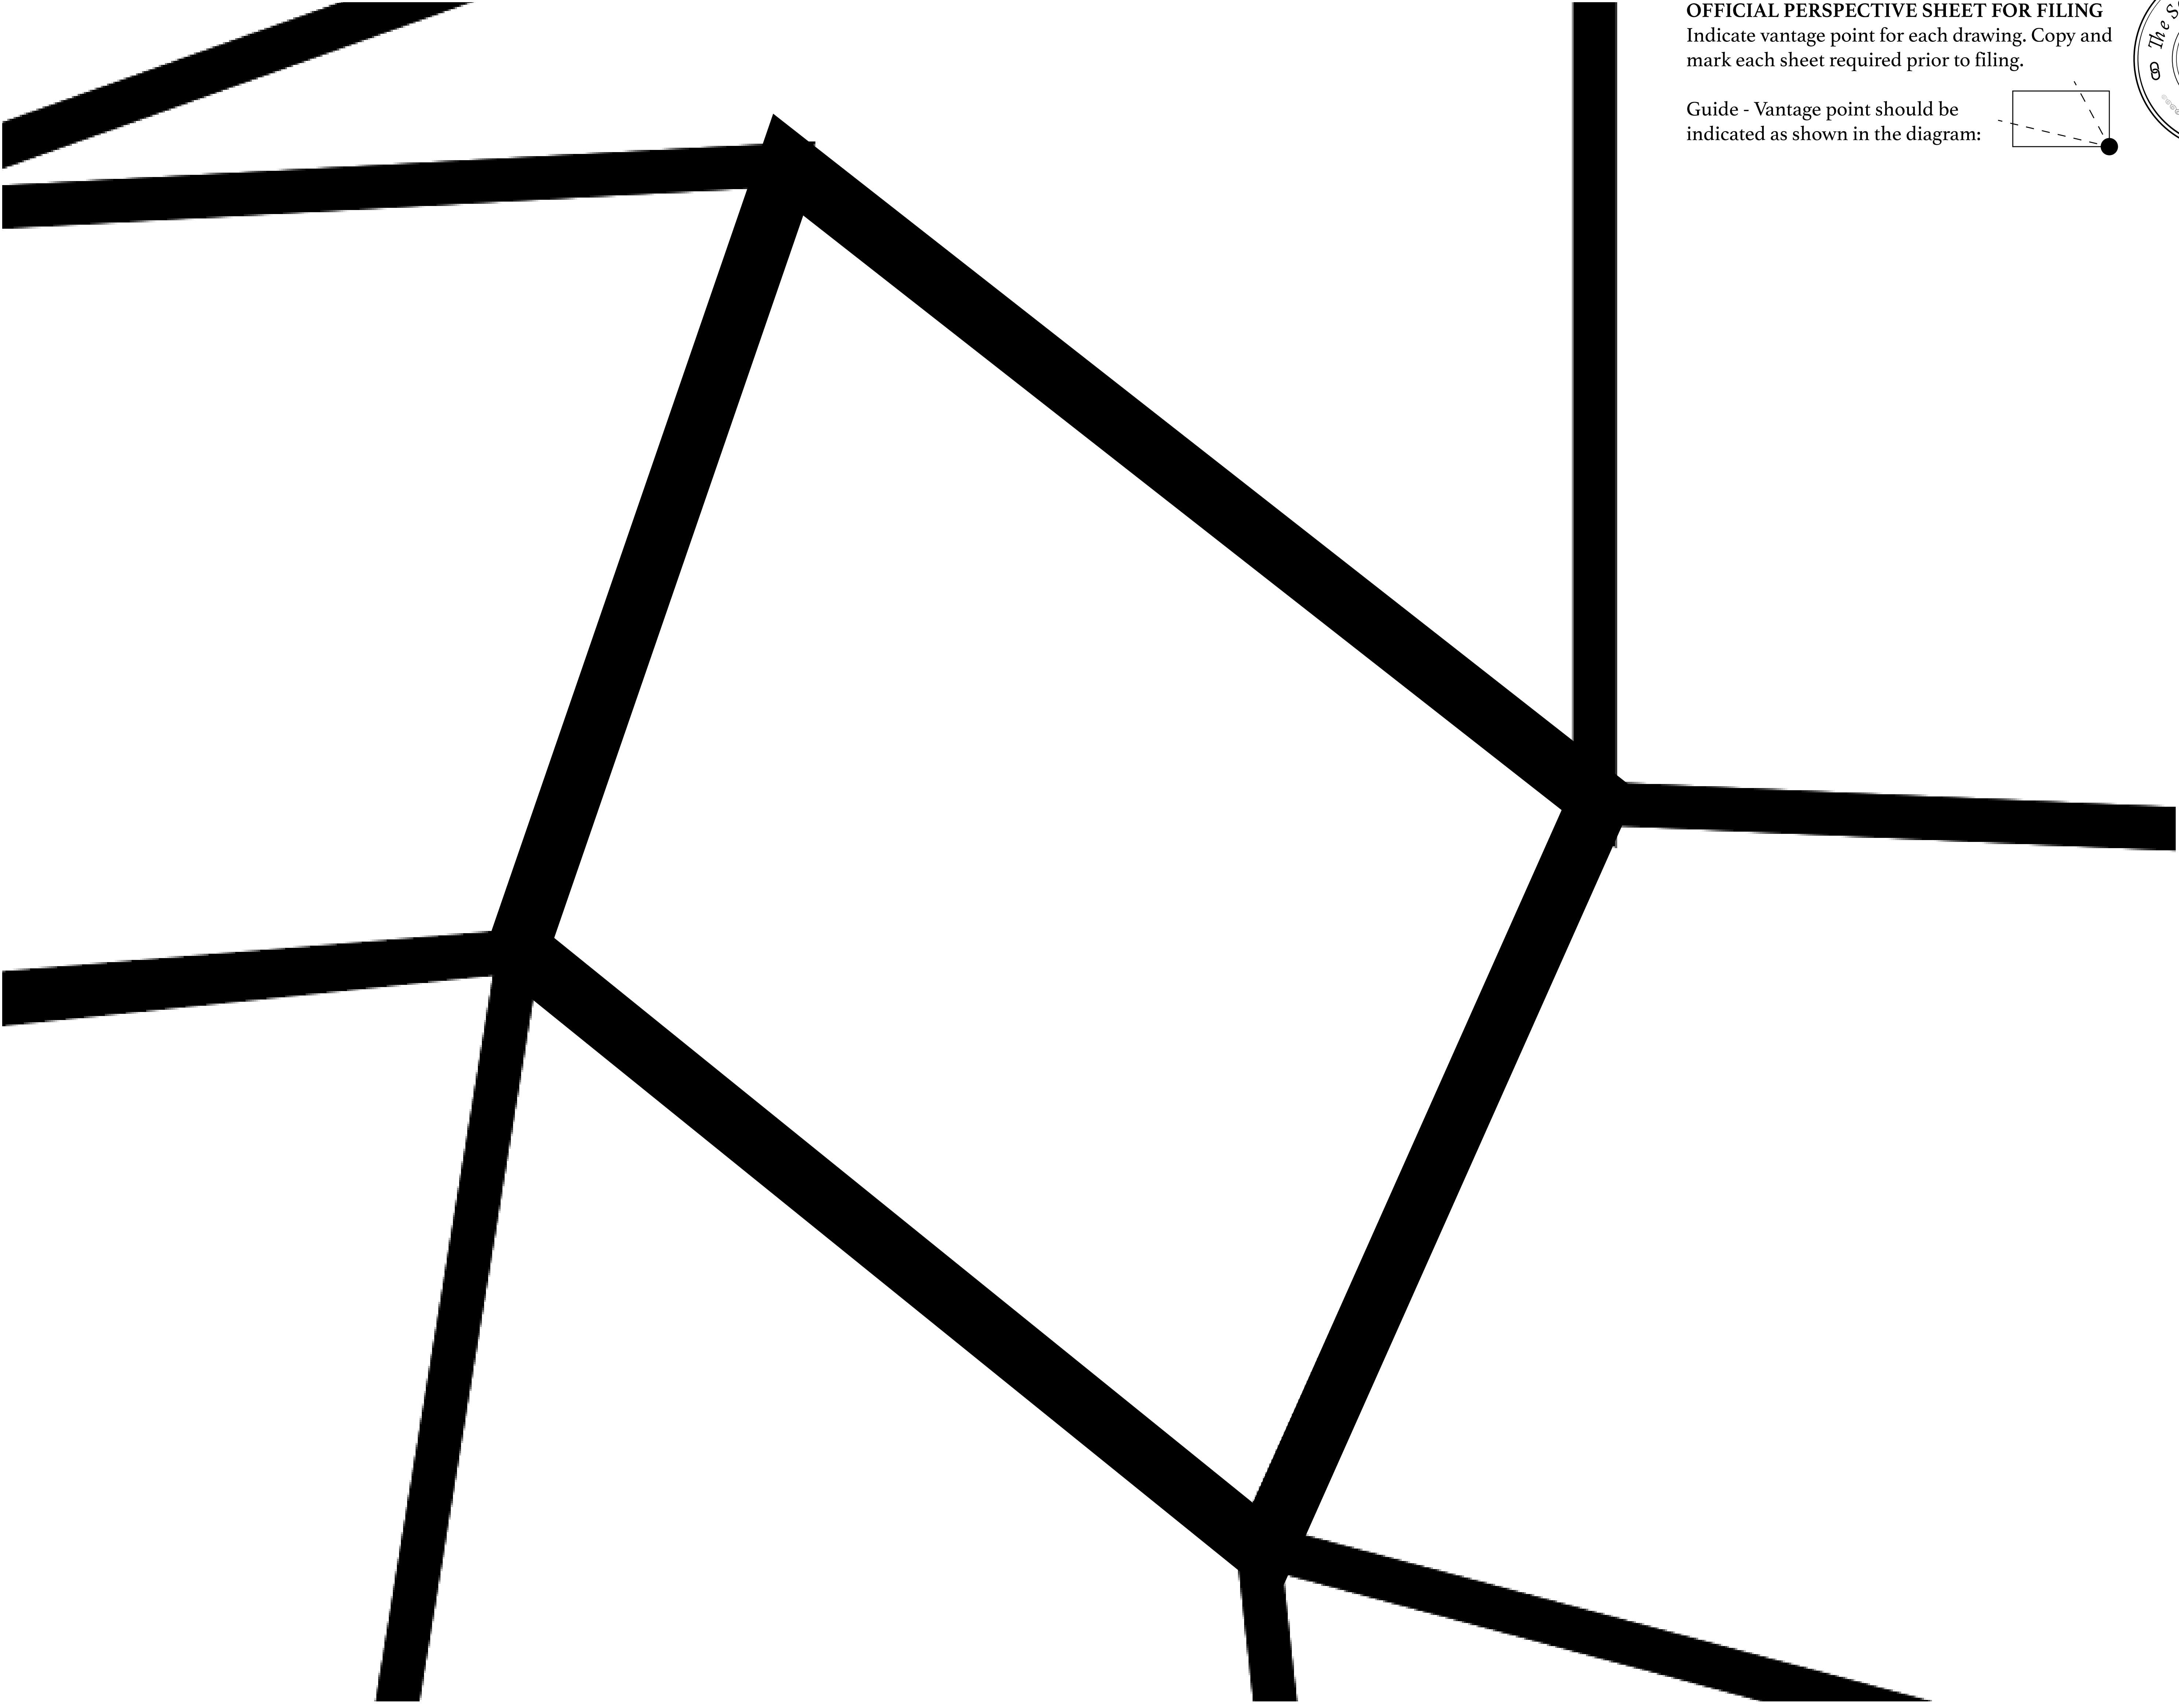 OFFICIAL PERSPECTIVE SHEET FOR FILING
Indicate vantage point for each drawing. Copy and
mark each sheet required prior to filing.
Guide - Vantage point should be
indicated as shown in the diagram:
The